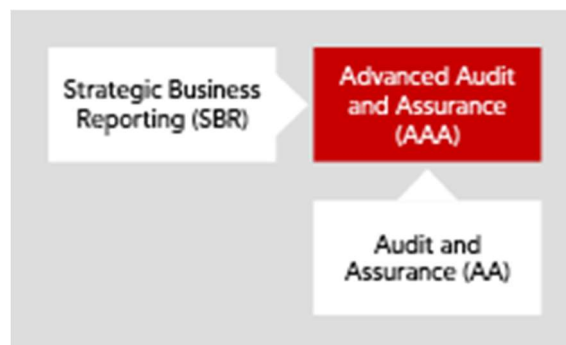 Strategic Business
Reporting (SBR)
Advanced Audit
and Assurance
(AAA)
Audit and
Assurance (AA)